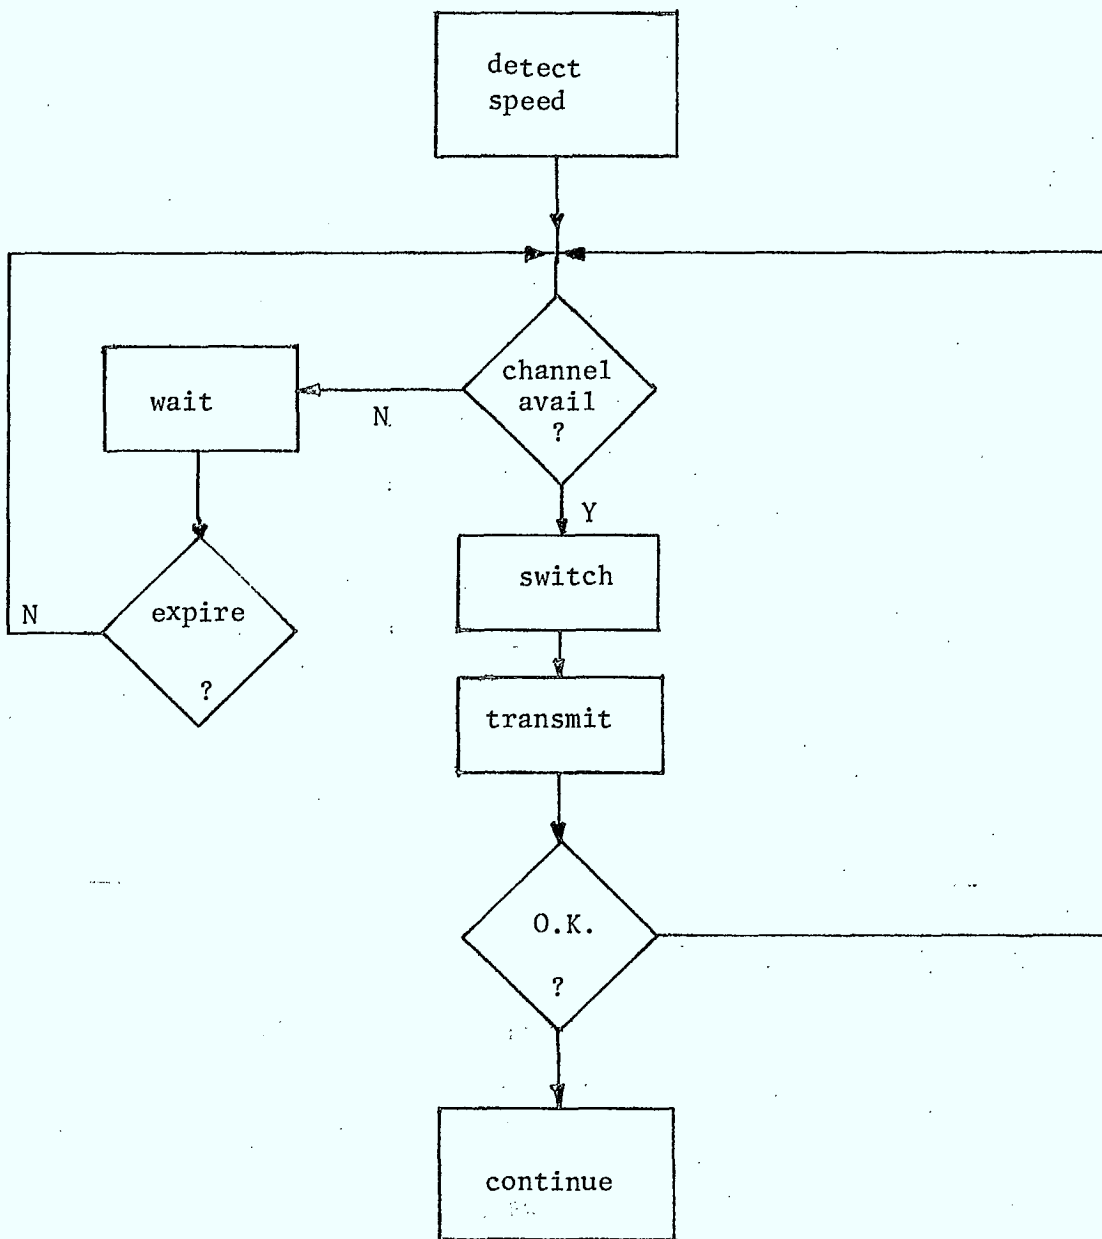 detect
speed
channel
avail
?
wait
N
Y
switch
expire
N
?
transmit
O.K.
?
continue